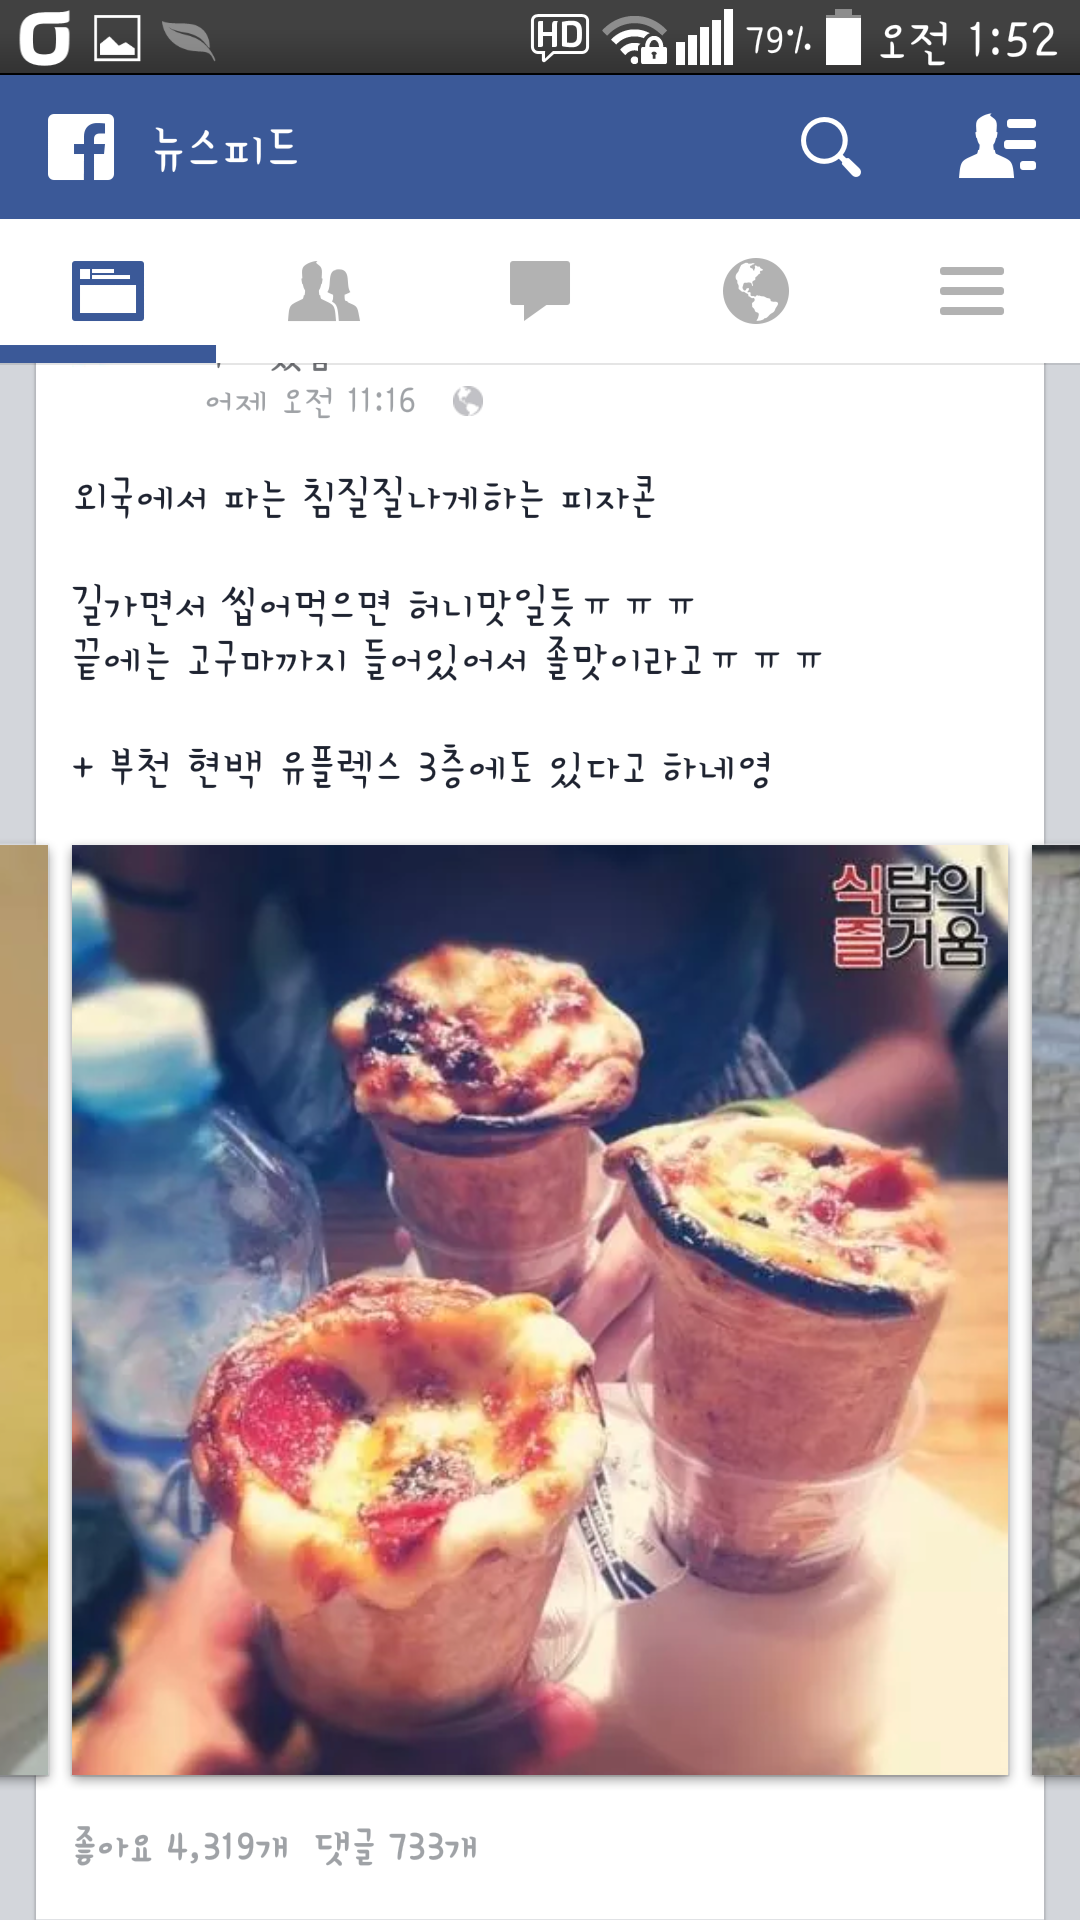 HD 79% 오전 1:52
뉴스피드
어제 오전 11:16
외국에서 파는 침질질나게하는 피자콘
길가면서 씹어먹으면 허니맛일듯ㅠㅠㅠ
끝에는 고구마까지 들어있어서 졸맛이라고ㅠㅠㅠ
+ 부천 현백 유플렉스 3층에도 있다고 하네영
식탐의
즐거움
좋아요 4,319개 댓글 733개